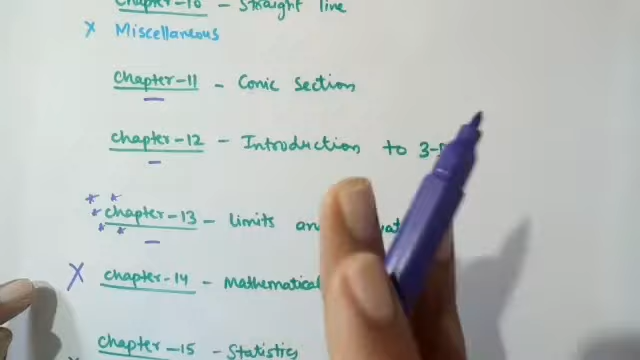 Chapter-10 - Straight line
X Miscellaneous
Chapter-11 - Conic section
Chapter-12 - Introduction to 3-D
Chapter-13 - Limits
X Chapter-14 - Mathematical
Chapter-15 - Statistics